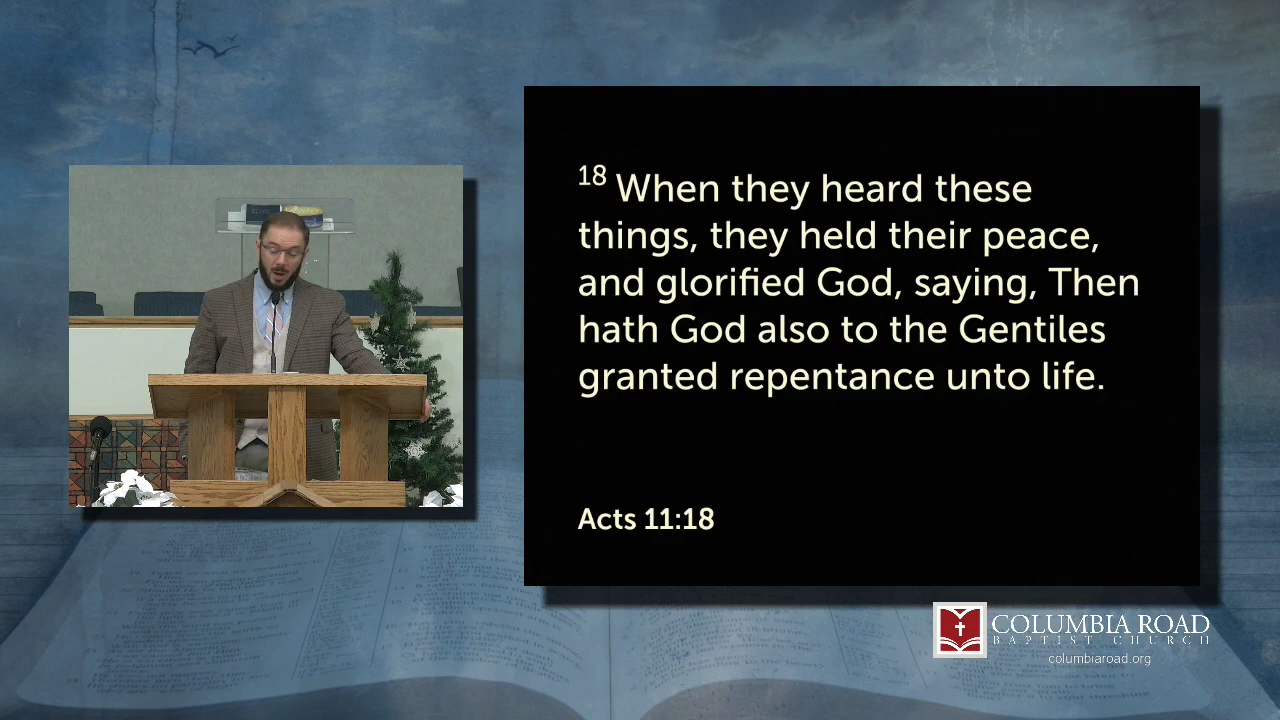 18 When they heard these
things, they held their peace,
and glorified God, saying, Then
hath God also to the Gentiles
granted repentance unto life.
Acts 11:18
COLUMBIA ROAD
BAPTIST CHURCH
columbiaroad.org